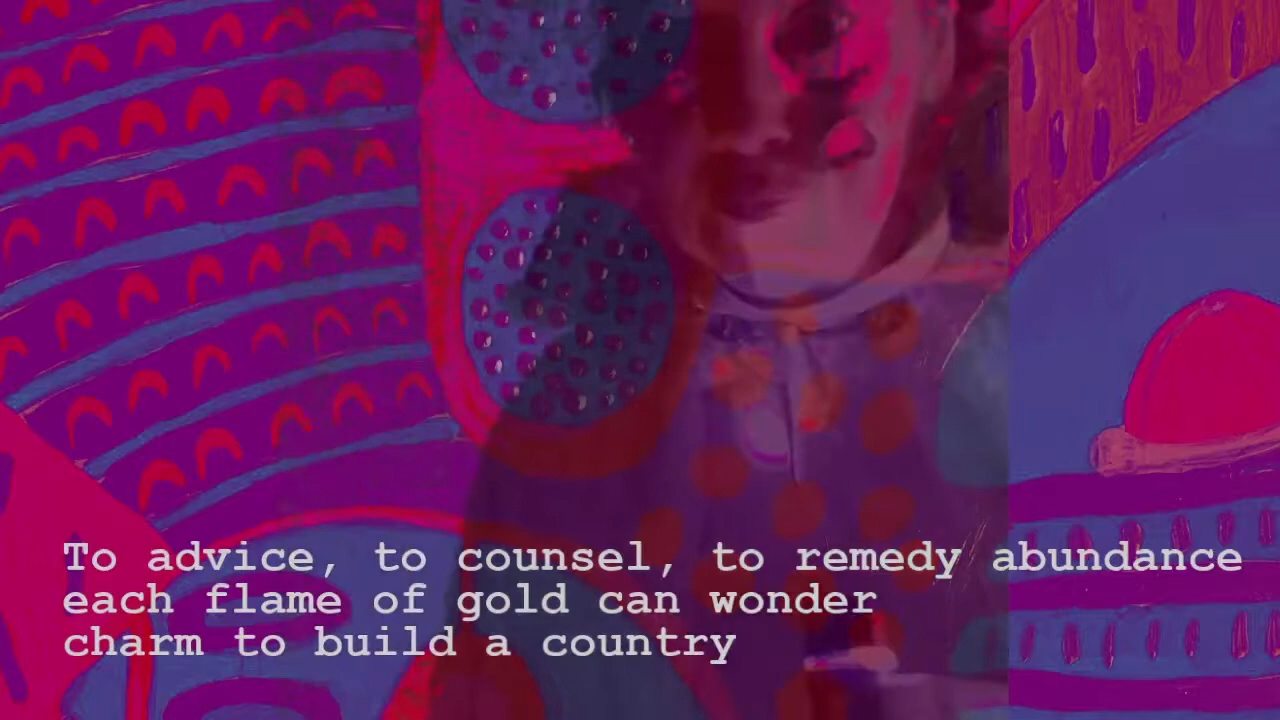 To advice, to counsel, to remedy abundance
each flame of gold can wonder
charm to build a country